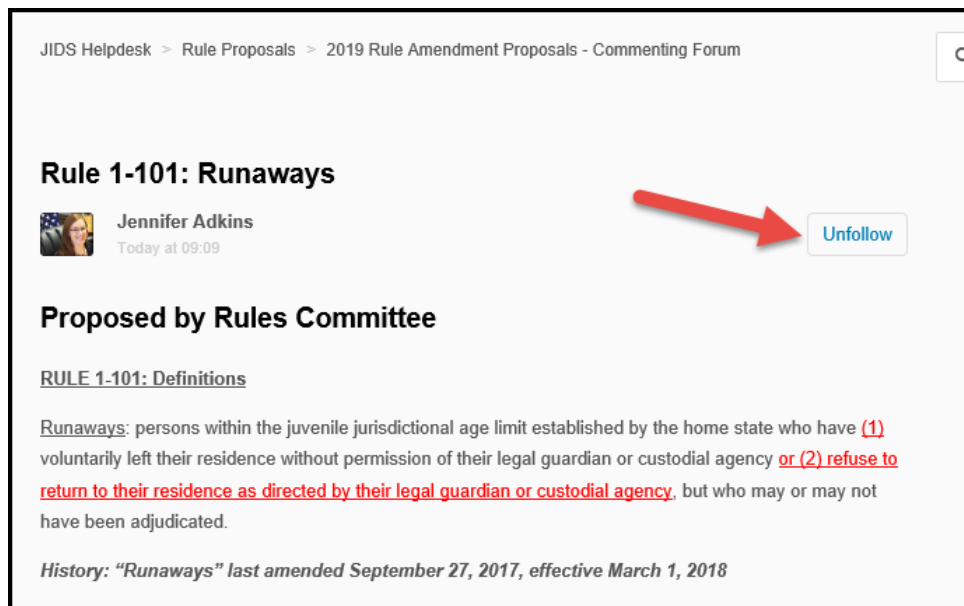 JIDS Helpdesk > Rule Proposals > 2019 Rule Amendment Proposals - Commenting Forum
Rule 1-101: Runaways
Jennifer Adkins
Today at 09:09
Unfollow
Proposed by Rules Committee
RULE 1-101: Definitions
Runaways: persons within the juvenile jurisdictional age limit established by the home state who have (1)
voluntarily left their residence without permission of their legal guardian or custodial agency or (2) refuse to
return to their residence as directed by their legal guardian or custodial agency, but who may or may not
have been adjudicated.
History: “Runaways” last amended September 27, 2017, effective March 1, 2018